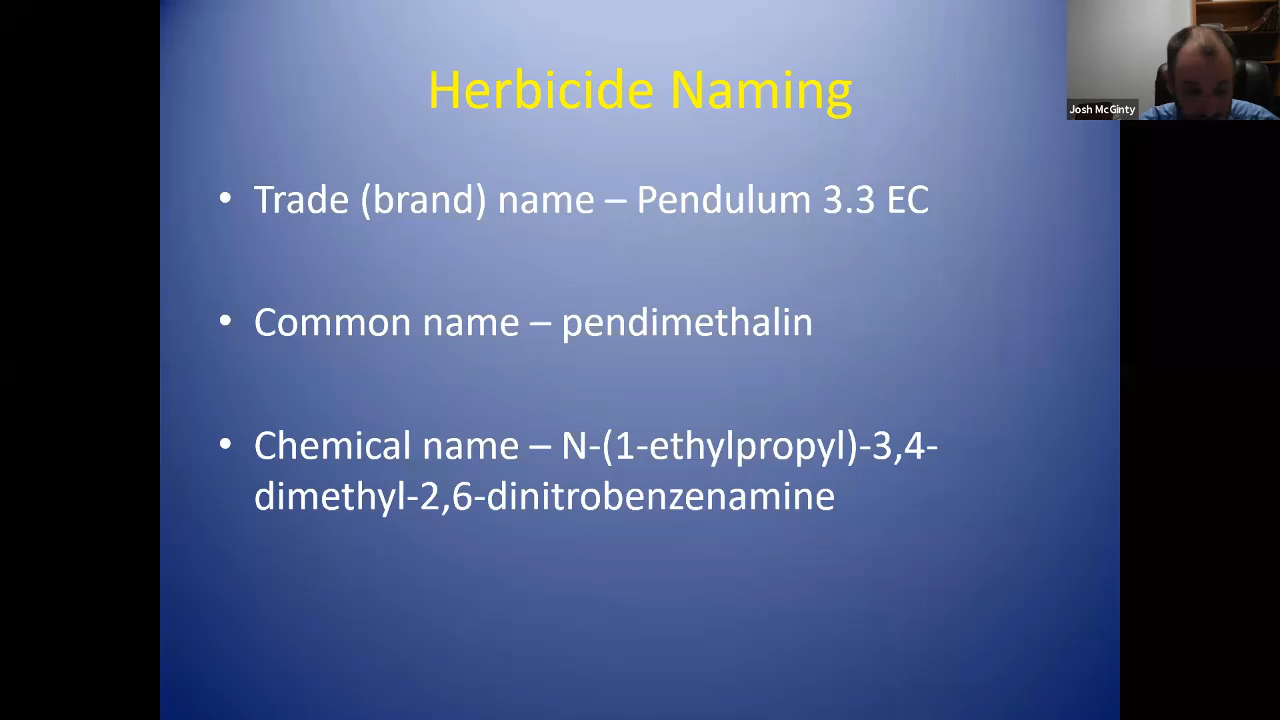 Herbicide Naming
Josh McGinty
• Trade (brand) name – Pendulum 3.3 EC
• Common name – pendimethalin
• Chemical name – N-(1-ethylpropyl)-3,4-
dimethyl-2,6-dinitrobenzenamine